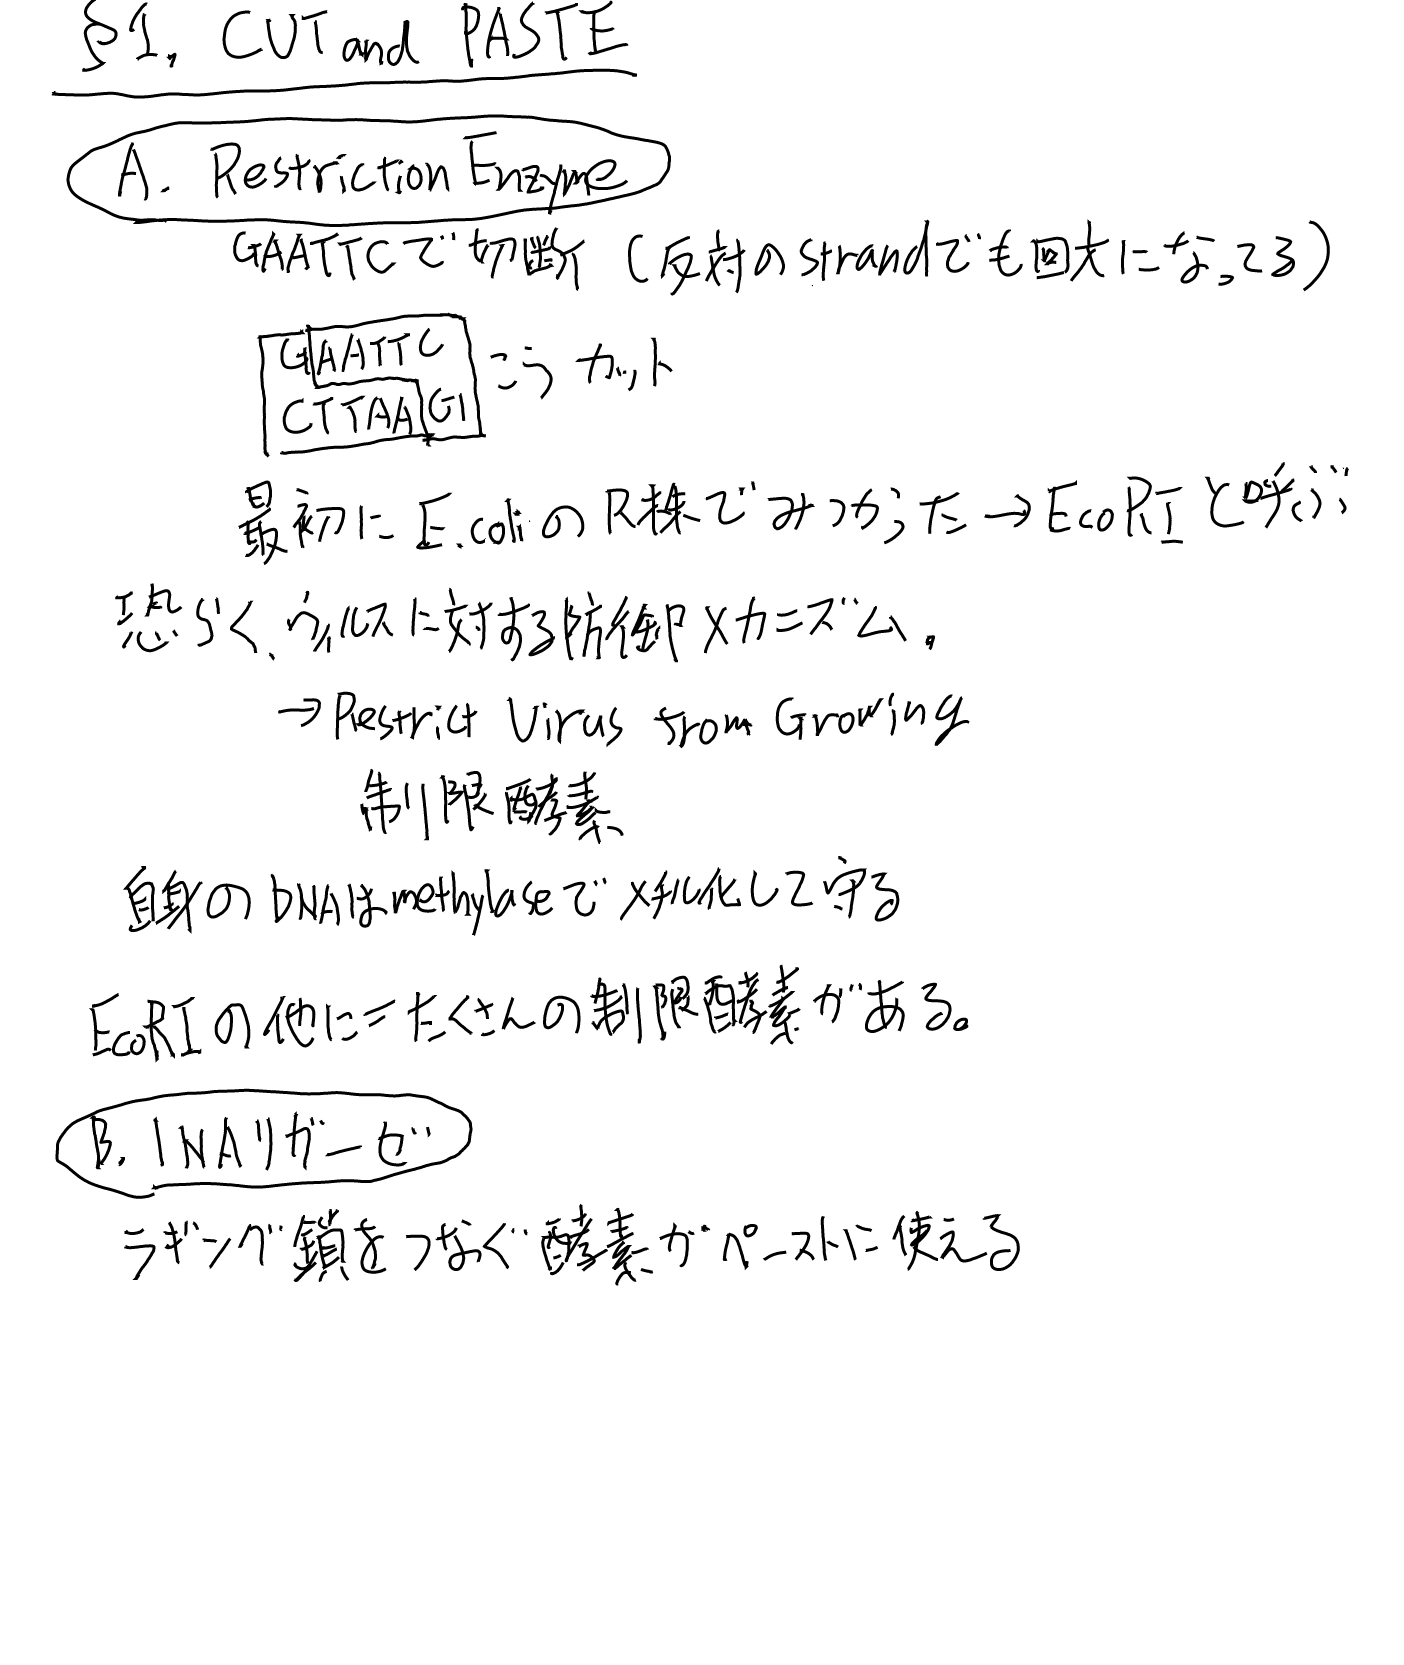 §1. CUT and PASTE
A. Restriction Enzyme
GAATTCで切断(反対のstrandでも回文になってる)
GAATTC
CTTAAG
こうカット
最初にE.coliのR株でみつかった→EcoRIと呼ぶ
恐らく、ウィルスに対する防御メカニズム.
→Restrict Virus from Growing
制限酵素
自身のDNAはmethylaseでメチル化して守る
EcoRIの他にたくさんの制限酵素がある。
B. DNAリガーゼ
ラギング鎖をつなぐ酵素がペーストに使える